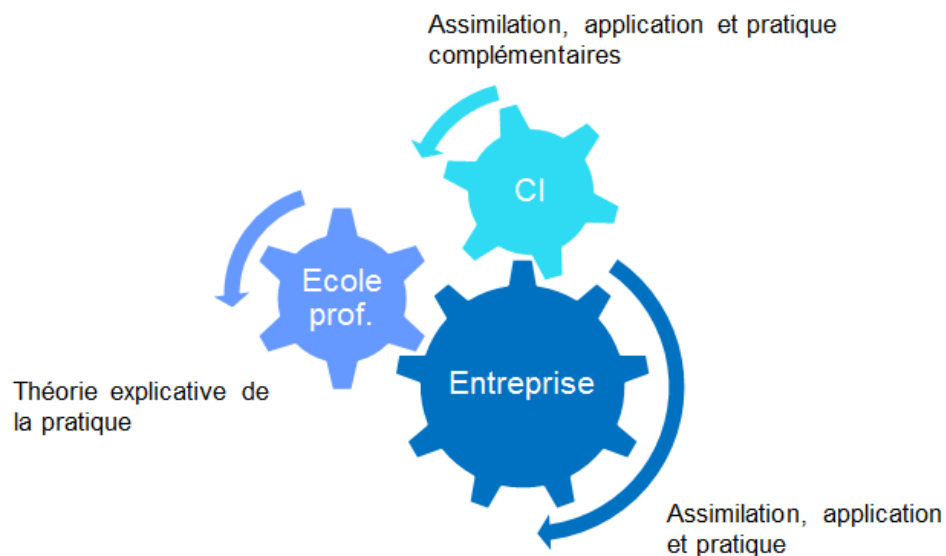 Assimilation, application et pratique
complémentaires
CI
Ecole
prof.
Entreprise
Théorie explicative de
la pratique
Assimilation, application
et pratique